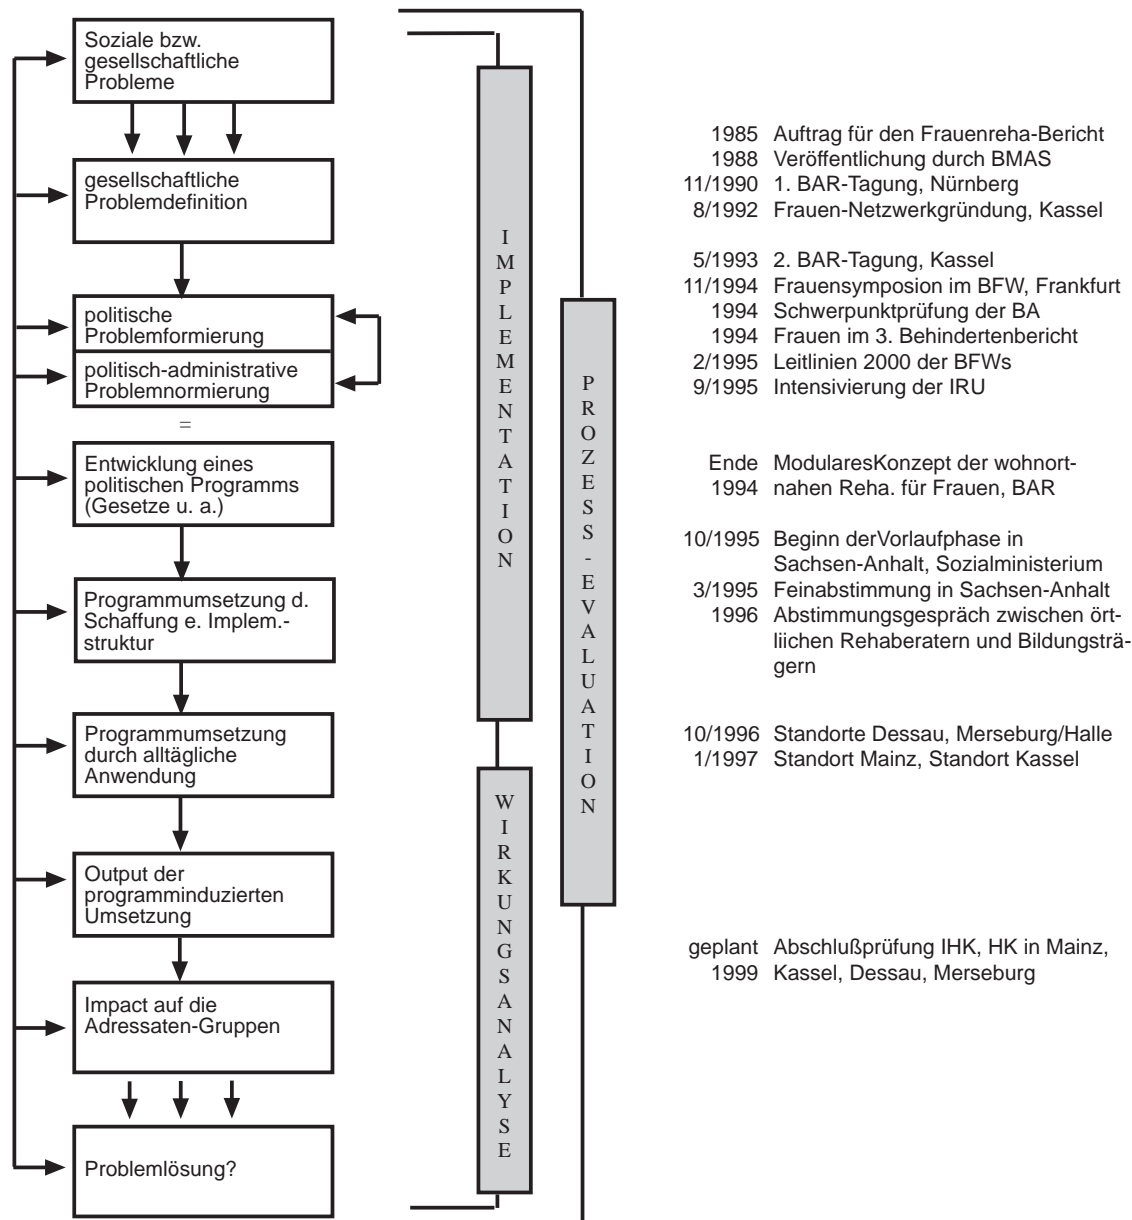 Soziale bzw.
gesellschaftliche
Probleme
gesellschaftliche
Problemdefinition
politische
Problemformierung
politisch-administrative
Problemnormierung
=
Entwicklung eines
politischen Programms
(Gesetze u. a.)
Programmumsetzung d.
Schaffung e. Implem.-
struktur
Programmumsetzung
durch alltägliche
Anwendung
Output der
programminduzierten
Umsetzung
Impact auf die
Adressaten-Gruppen
Problemlösung?
IMPLEMENTATION
WIRKUNGSANALYSE
PROZESS-EVALUATION
1985 Auftrag für den Frauenreha-Bericht
1988 Veröffentlichung durch BMAS
11/1990 1. BAR-Tagung, Nürnberg
8/1992 Frauen-Netzwerkgründung, Kassel
5/1993 2. BAR-Tagung, Kassel
11/1994 Frauensymposion im BFW, Frankfurt
1994 Schwerpunktprüfung der BA
1994 Frauen im 3. Behindertenbericht
2/1995 Leitlinien 2000 der BFWs
9/1995 Intensivierung der IRU
Ende ModularesKonzept der wohnort-
1994 nahen Reha. für Frauen, BAR
10/1995 Beginn derVorlaufphase in
Sachsen-Anhalt, Sozialministerium
3/1995 Feinabstimmung in Sachsen-Anhalt
1996 Abstimmungsgespräch zwischen ört-
lliichen Rehaberatern und Bildungsträ-
gern
10/1996 Standorte Dessau, Merseburg/Halle
1/1997 Standort Mainz, Standort Kassel
geplant Abschlußprüfung IHK, HK in Mainz,
1999 Kassel, Dessau, Merseburg